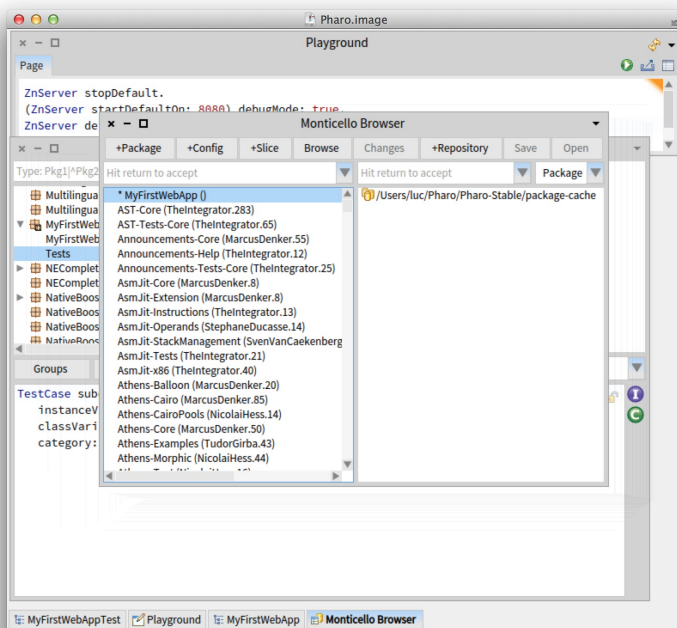 Pharo.image
Playground
Page
ZnServer stopDefault.
(ZnServer startDefaultOn: 8080) debugMode: true.
ZnServer de
Monticello Browser
+Package +Config +Slice Browse Changes +Repository Save Open
Type: Pkg1|^Pkg2
Hit return to accept
Hit return to accept
Package
Multilingua
Multilingua
MyFirstWeb
MyFirstWeb
Tests
NEComplet
NEComplet
NativeBoos
NativeBoos
NativeBoos
NativeBoos
* MyFirstWebApp ()
AST-Core (TheIntegrator.283)
AST-Tests-Core (TheIntegrator.65)
Announcements-Core (MarcusDenker.55)
Announcements-Help (TheIntegrator.12)
Announcements-Tests-Core (TheIntegrator.25)
AsmJit-Core (MarcusDenker.8)
AsmJit-Extension (MarcusDenker.8)
AsmJit-Instructions (TheIntegrator.13)
AsmJit-Operands (StephaneDucasse.14)
AsmJit-StackManagement (SvenVanCaekenberg
AsmJit-Tests (TheIntegrator.21)
AsmJit-x86 (TheIntegrator.40)
Athens-Balloon (MarcusDenker.20)
Athens-Cairo (MarcusDenker.85)
Athens-CairoPools (NicolaiHess.14)
Athens-Core (MarcusDenker.50)
Athens-Examples (TudorGirba.43)
Athens-Morphic (NicolaiHess.44)
/Users/luc/Pharo/Pharo-Stable/package-cache
Groups
TestCase sub
instanceV
classVari
category:
I
C
MyFirstWebAppTest Playground MyFirstWebApp Monticello Browser